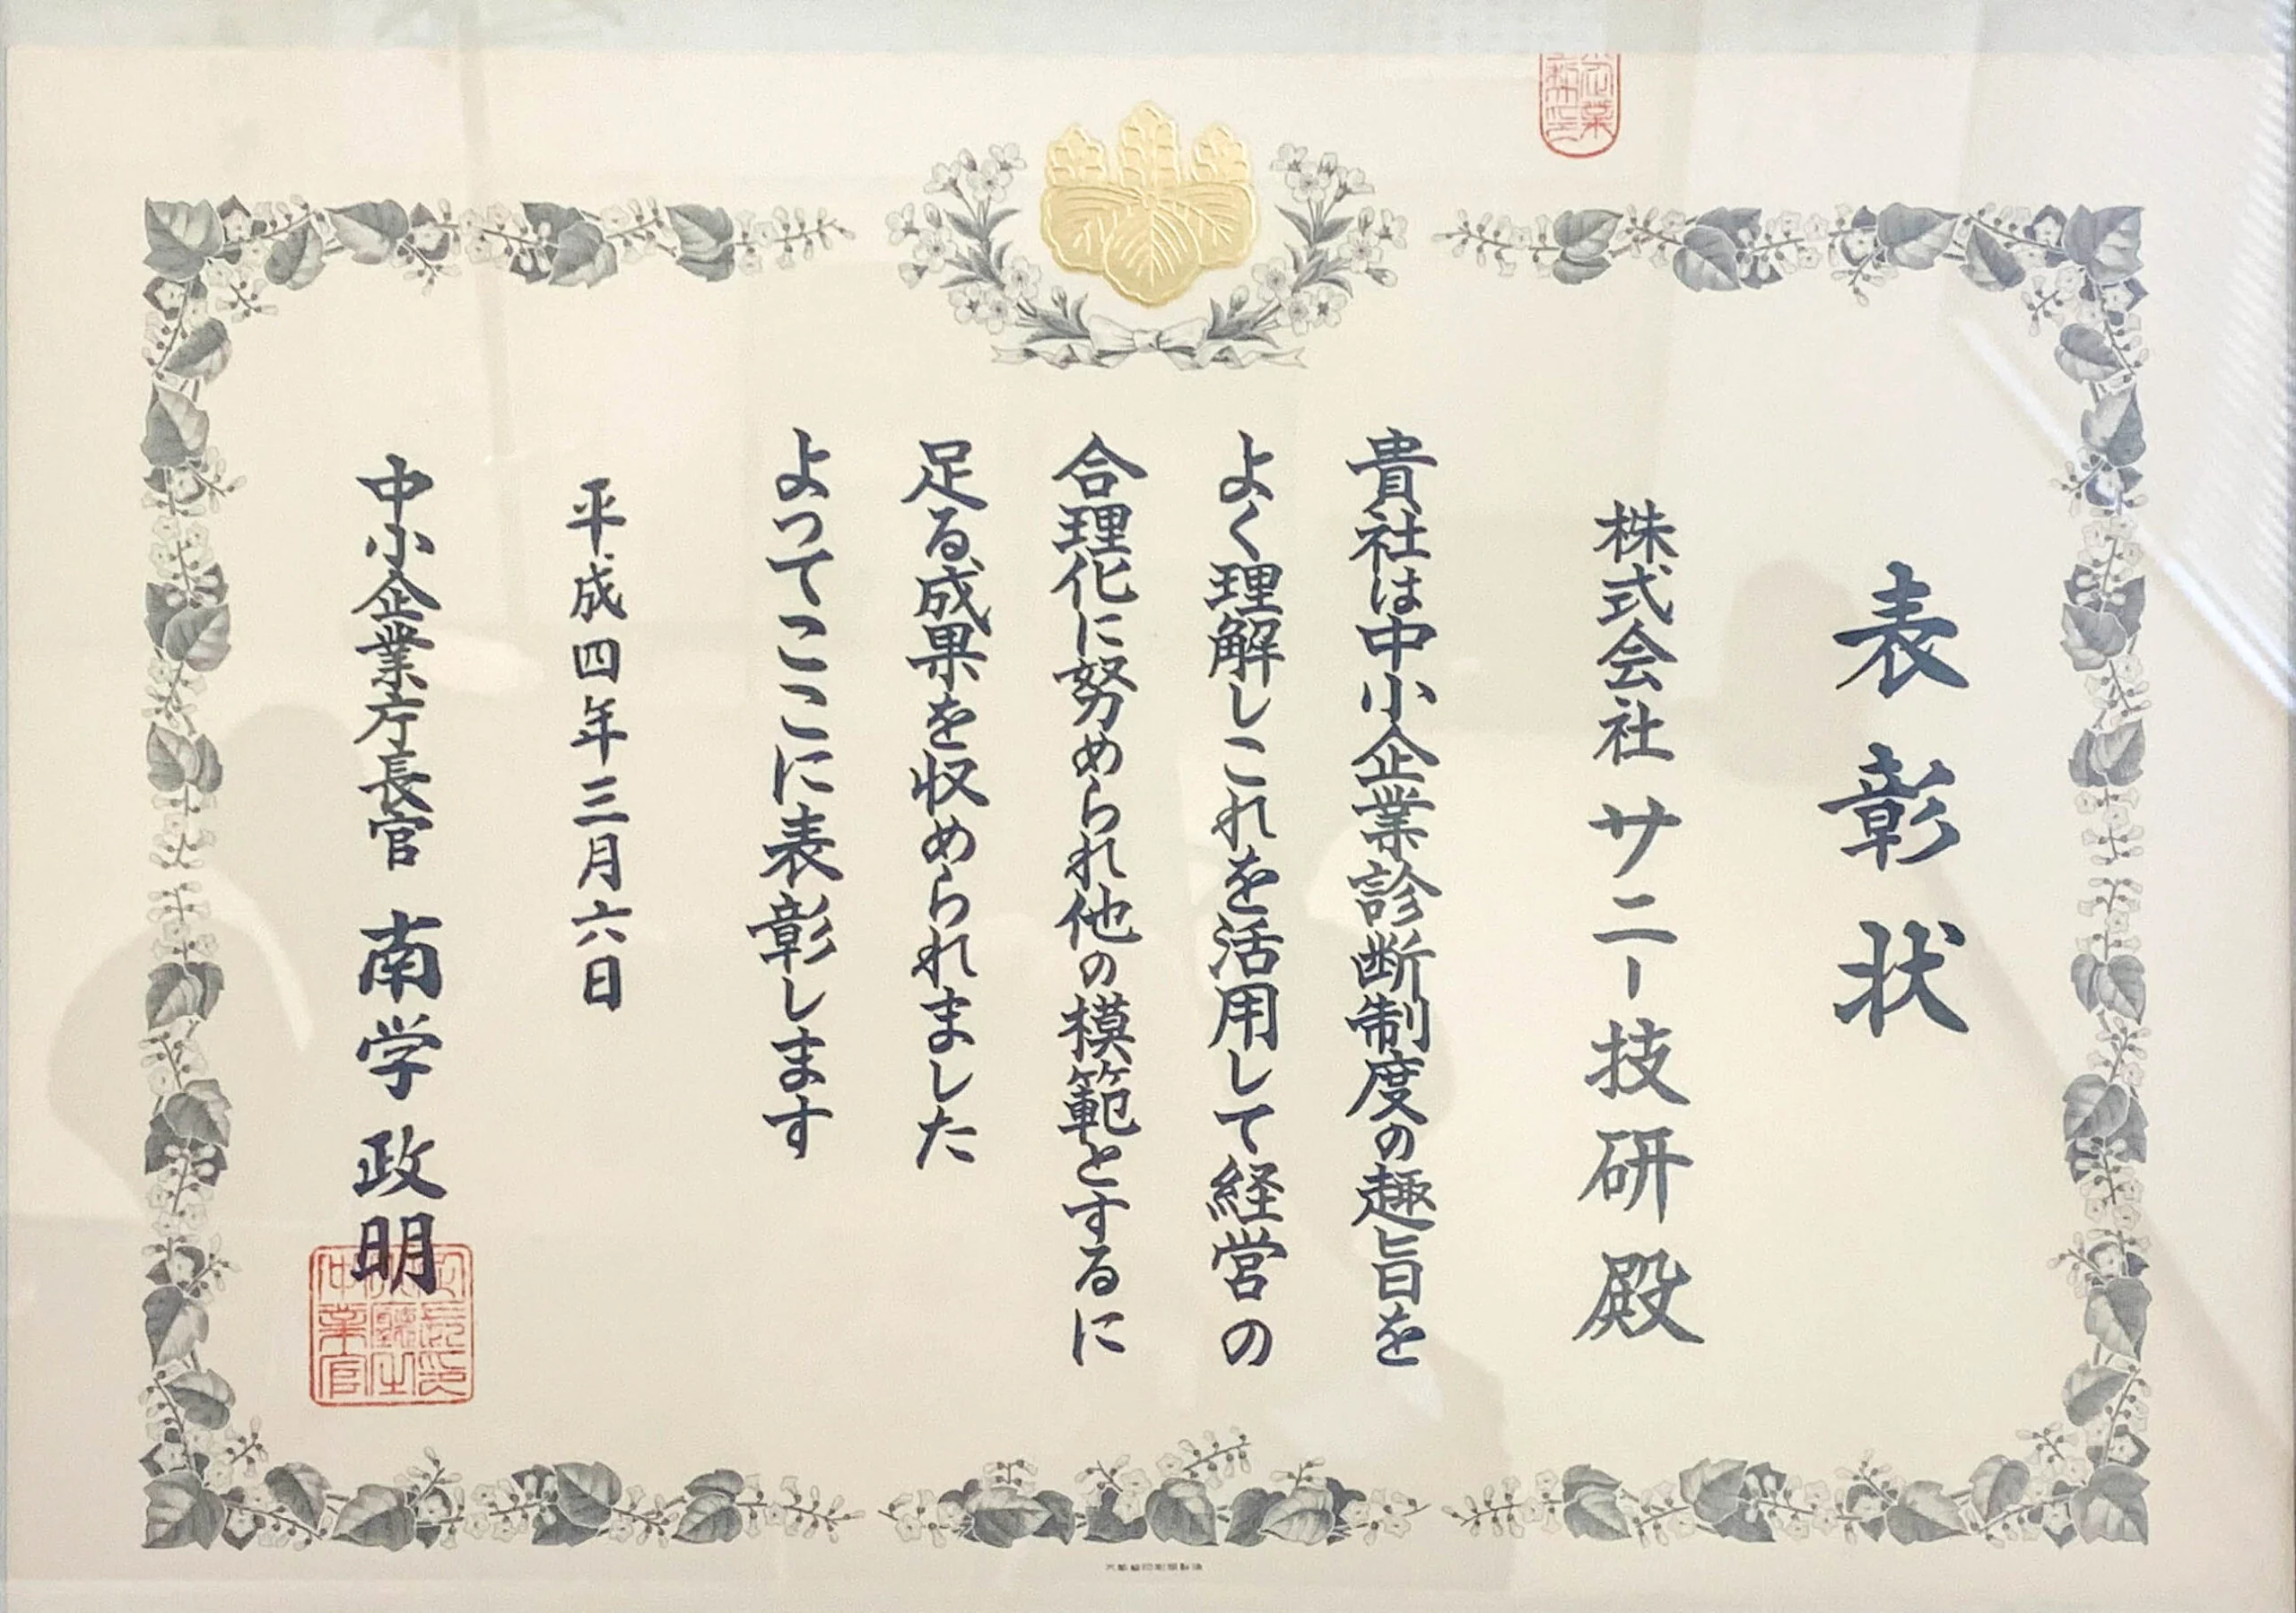 表彰状
株式会社 サニー技研 殿
貴社は中小企業診断制度の趣旨を
よく理解しこれを活用して経営の
合理化に努められ他の模範とするに
足る成果を収められました
よってここに表彰します
平成四年三月六日
中小企業庁長官 南学政明